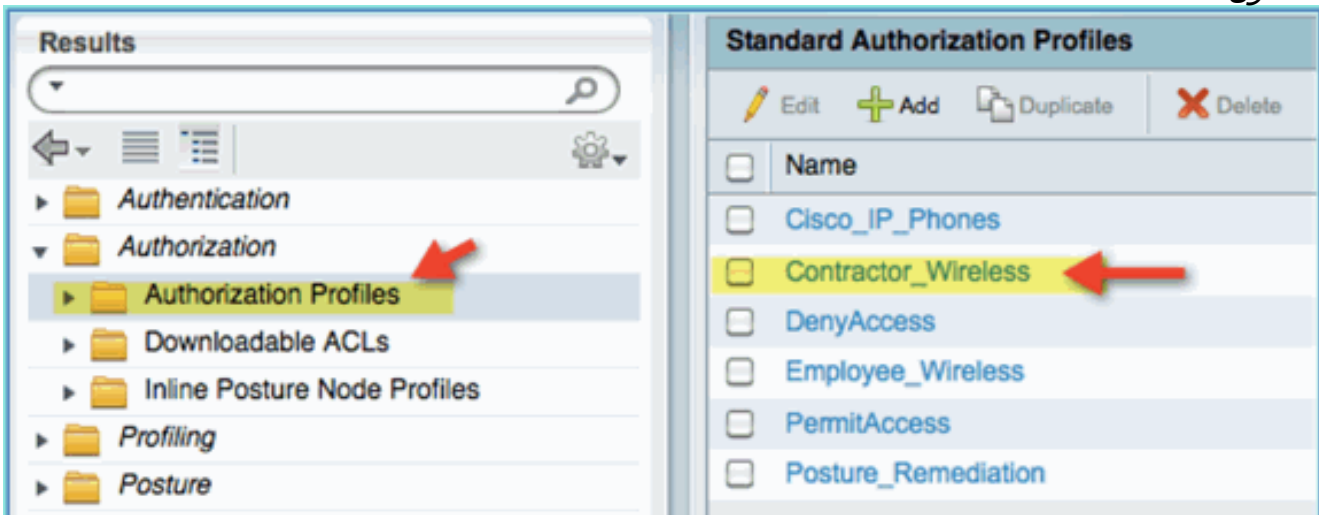 Results
Authentication
Authorization
Authorization Profiles
Downloadable ACLs
Inline Posture Node Profiles
Profiling
Posture
Standard Authorization Profiles
Edit Add Duplicate Delete
Name
Cisco_IP_Phones
Contractor_Wireless
DenyAccess
Employee_Wireless
PermitAccess
Posture_Remediation